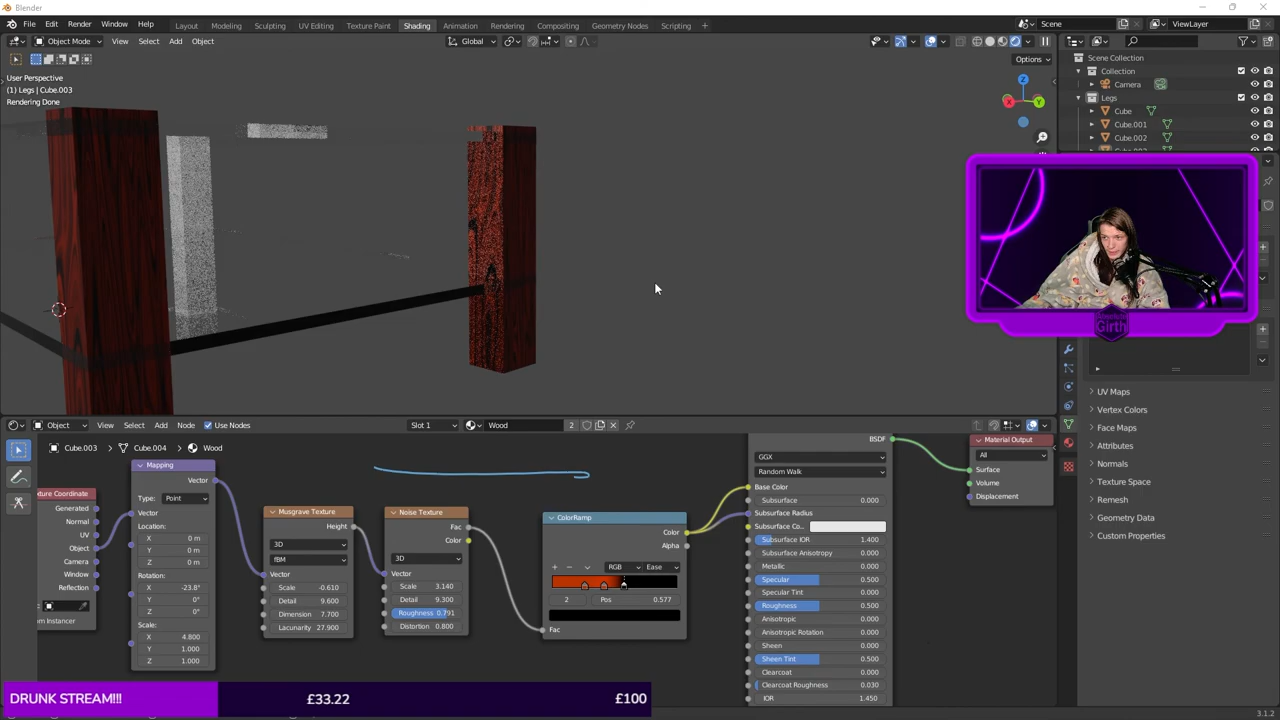 Blender
File Edit Render Window Help Layout Modeling Sculpting UV Editing Texture Paint Shading Animation Rendering Compositing Geometry Nodes Scripting + Scene ViewLayer
Object Mode View Select Add Object Global
Options
User Perspective
(1) Legs | Cube.003
Rendering Done
X Y Z
Scene Collection
Collection
Camera
Legs
Cube
Cube.001
Cube.002
Girth
UV Maps
Vertex Colors
Face Maps
Attributes
Normals
Texture Space
Remesh
Geometry Data
Custom Properties
Object View Select Add Node Use Nodes Slot 1 Wood 2
Cube.003 > Cube.004 > Wood
exture Coordinate
Generated
Normal
UV
Object
Camera
Window
Reflection
om Instancer
Mapping
Vector
Type: Point
Vector
Location:
X 0 m
Y 0 m
Z 0 m
Rotation:
X -23.8°
Y 0°
Z 0°
Scale:
X 4.800
Y 1.000
Z 1.000
Musgrave Texture
Height
3D
fBM
Vector
Scale -0.610
Detail 9.600
Dimension 7.700
Lacunarity 27.900
Noise Texture
Fac
Color
3D
Vector
Scale 3.140
Detail 9.300
Roughness 0.791
Distortion 0.800
ColorRamp
Color
Alpha
RGB Ease
2 Pos 0.577
Fac
BSDF
GGX
Random Walk
Base Color
Subsurface 0.000
Subsurface Radius
Subsurface Co..
Subsurface IOR 1.400
Subsurface Anisotropy 0.000
Metallic 0.000
Specular 0.500
Specular Tint 0.000
Roughness 0.500
Anisotropic 0.000
Anisotropic Rotation 0.000
Sheen 0.000
Sheen Tint 0.500
Clearcoat 0.000
Clearcoat Roughness 0.030
IOR 1.450
Material Output
All
Surface
Volume
Displacement
DRUNK STREAM!!! £33.22 £100
3.1.2